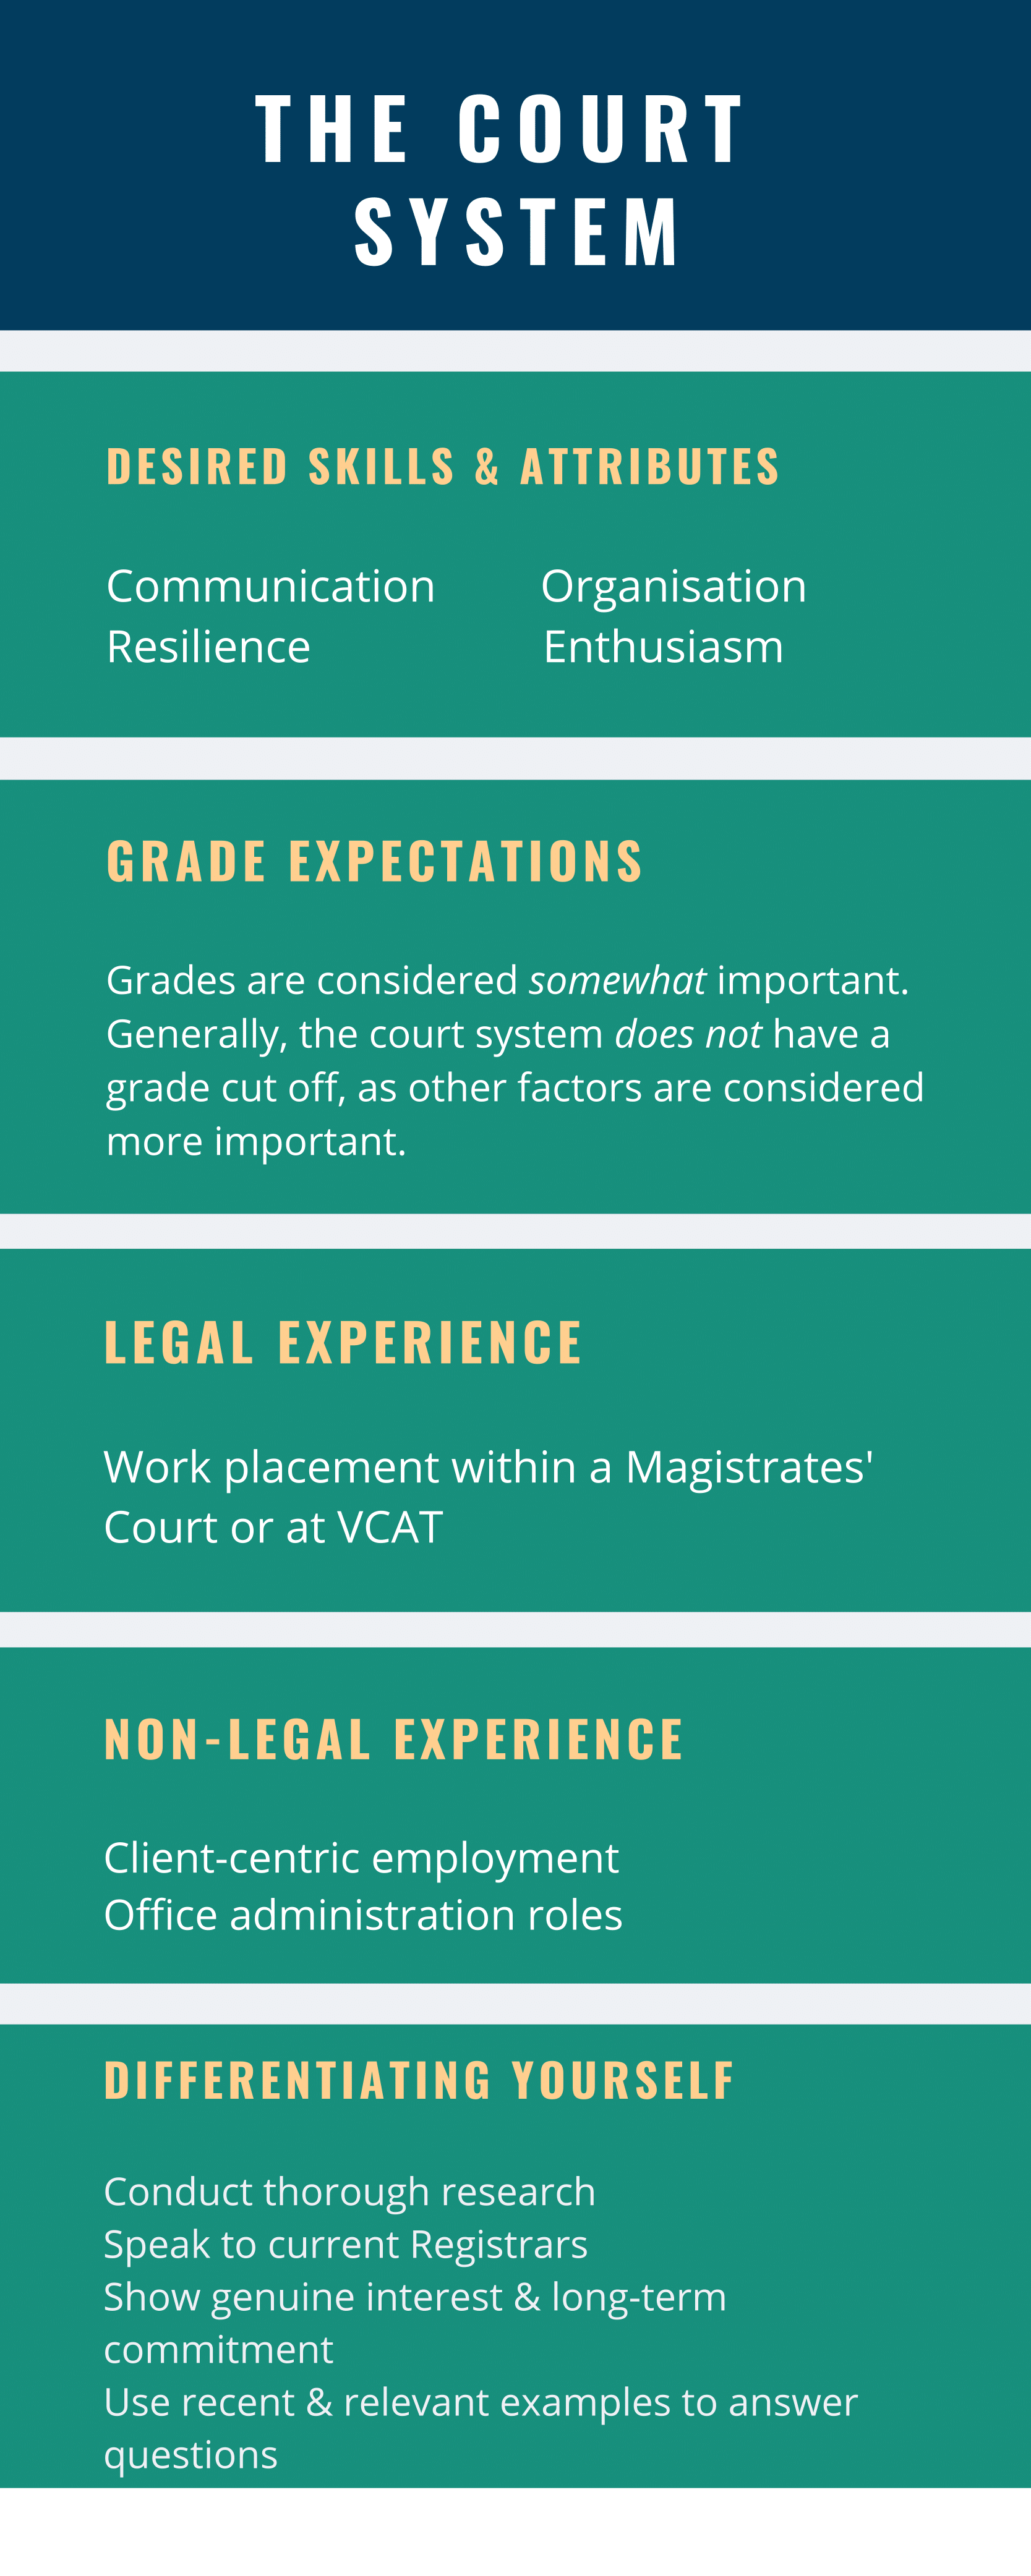 THE COURT
SYSTEM
DESIRED SKILLS & ATTRIBUTES
Communication Organisation
Resilience Enthusiasm
GRADE EXPECTATIONS
Grades are considered somewhat important.
Generally, the court system does not have a
grade cut off, as other factors are considered
more important.
LEGAL EXPERIENCE
Work placement within a Magistrates'
Court or at VCAT
NON-LEGAL EXPERIENCE
Client-centric employment
Office administration roles
DIFFERENTIATING YOURSELF
Conduct thorough research
Speak to current Registrars
Show genuine interest & long-term
commitment
Use recent & relevant examples to answer
questions